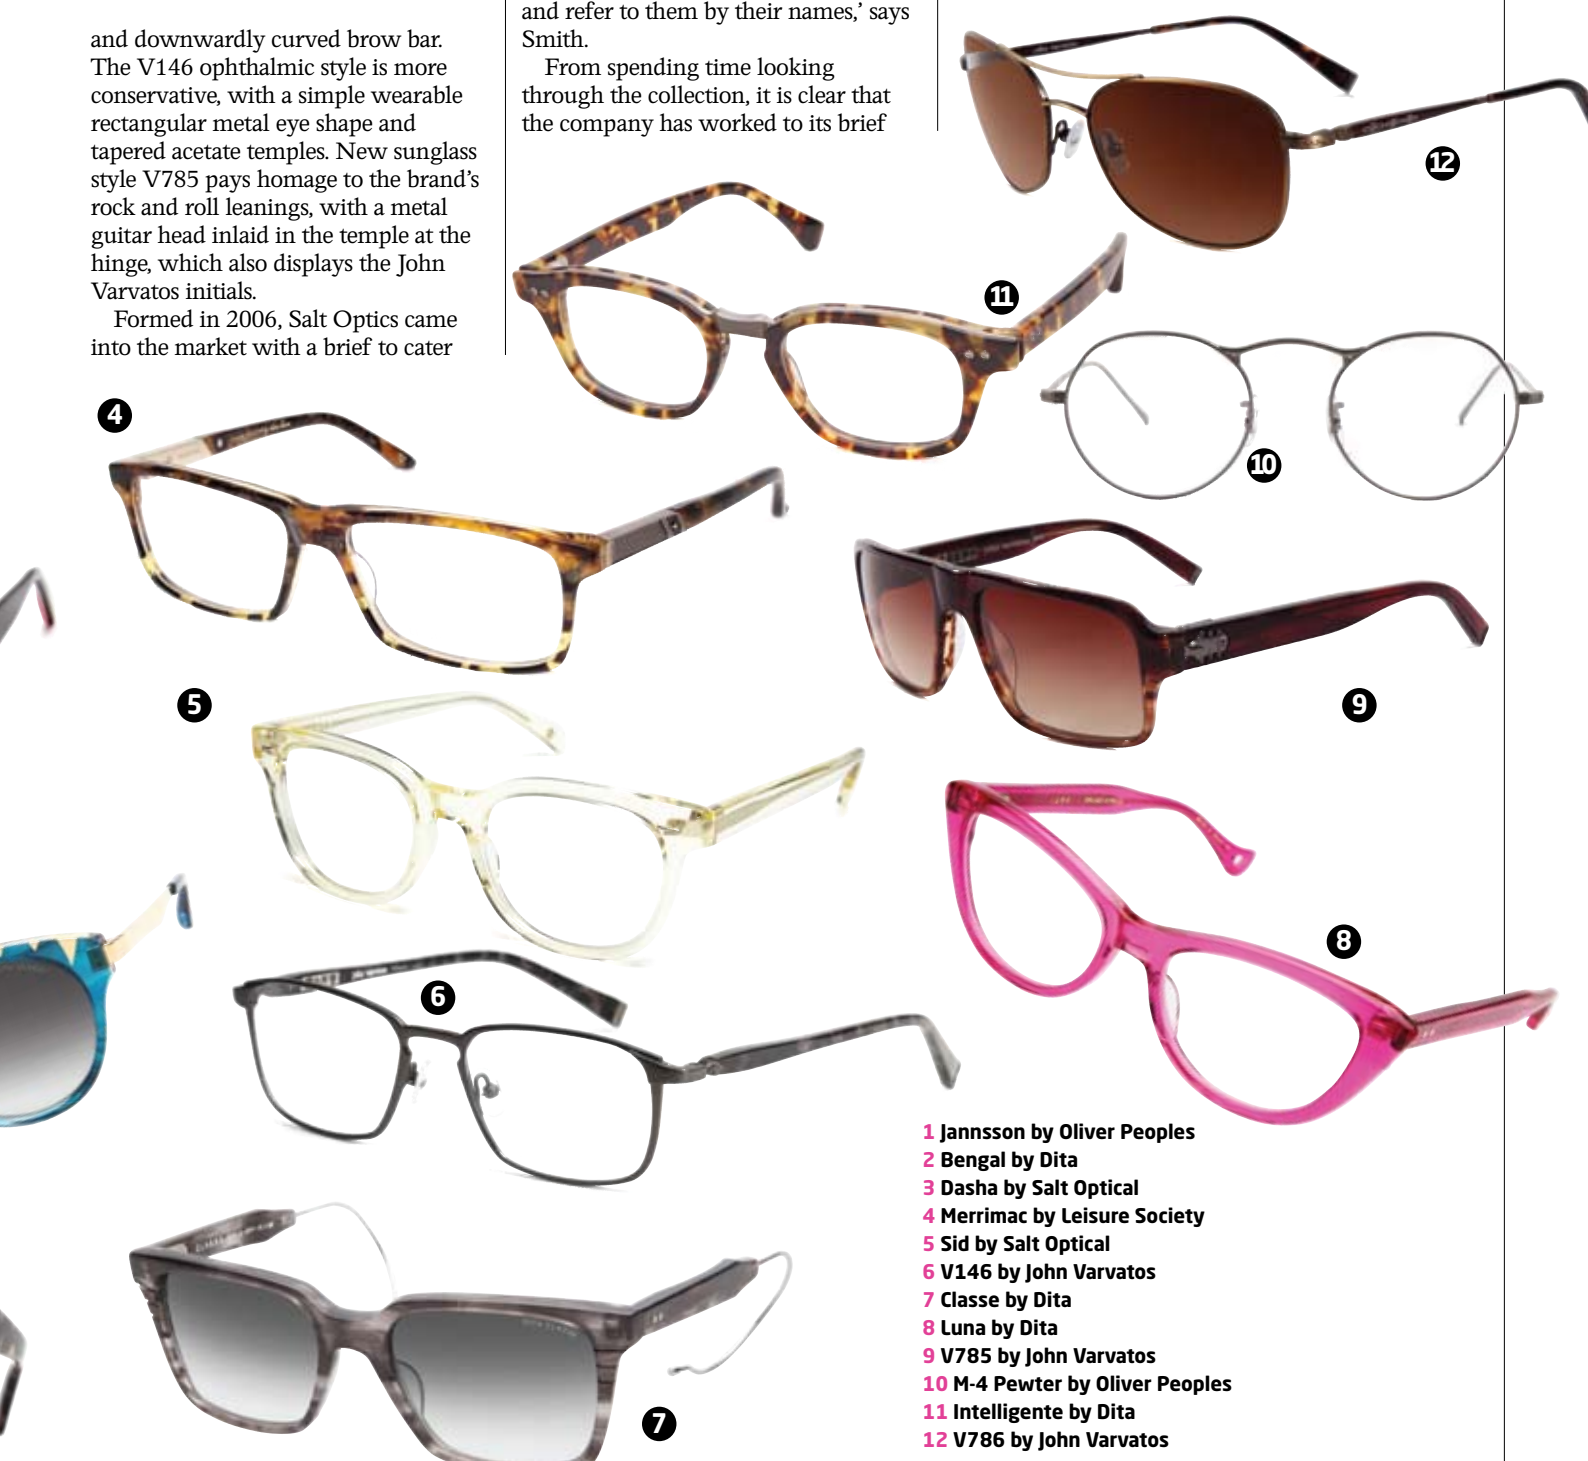 and downwardly curved brow bar.
The V146 ophthalmic style is more
conservative, with a simple wearable
rectangular metal eye shape and
tapered acetate temples. New sunglass
style V785 pays homage to the brand’s
rock and roll leanings, with a metal
guitar head inlaid in the temple at the
hinge, which also displays the John
Varvatos initials.
Formed in 2006, Salt Optics came
into the market with a brief to cater
and refer to them by their names,’ says
Smith.
From spending time looking
through the collection, it is clear that
the company has worked to its brief
12
11
10
4
9
5
8
6
7
1 Jannsson by Oliver Peoples
2 Bengal by Dita
3 Dasha by Salt Optical
4 Merrimac by Leisure Society
5 Sid by Salt Optical
6 V146 by John Varvatos
7 Classe by Dita
8 Luna by Dita
9 V785 by John Varvatos
10 M-4 Pewter by Oliver Peoples
11 Intelligente by Dita
12 V786 by John Varvatos